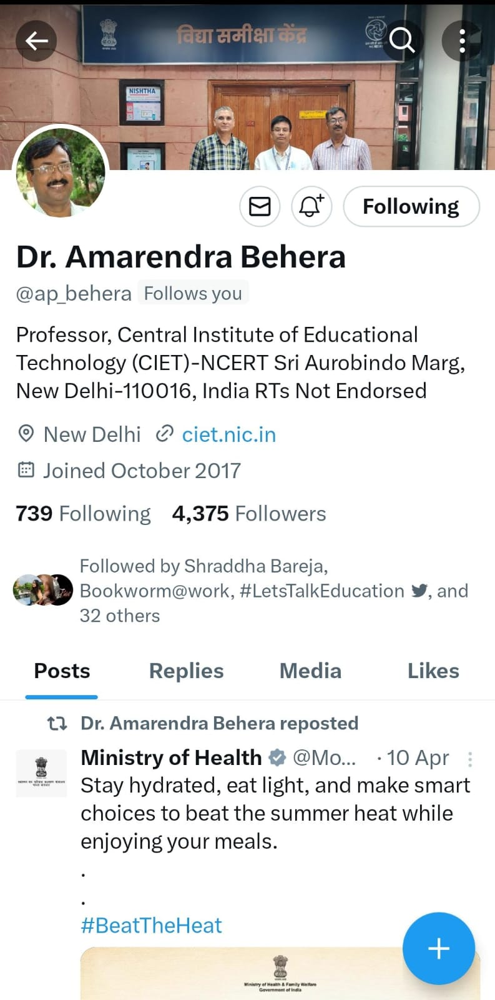 विद्या समीक्षा केंद्र
NISHTHA
Following
Dr. Amarendra Behera
@ap_behera Follows you
Professor, Central Institute of Educational
Technology (CIET)-NCERT Sri Aurobindo Marg,
New Delhi-110016, India RTs Not Endorsed
New Delhi ciet.nic.in
Joined October 2017
739 Following 4,375 Followers
Followed by Shraddha Bareja,
Bookworm@work, #LetsTalkEducation, and
32 others
Posts Replies Media Likes
Dr. Amarendra Behera reposted
Ministry of Health @Mo... · 10 Apr
Stay hydrated, eat light, and make smart
choices to beat the summer heat while
enjoying your meals.
.
.
#BeatTheHeat
Ministry of Health & Family Welfare
Government of India